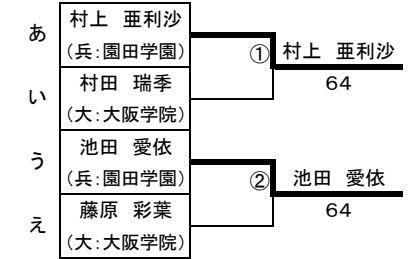 あ
村上 亜利沙
(兵:園田学園)
① 村上 亜利沙
64
い
村田 瑞季
(大:大阪学院)
う
池田 愛依
(兵:園田学園)
② 池田 愛依
64
え
藤原 彩葉
(大:大阪学院)